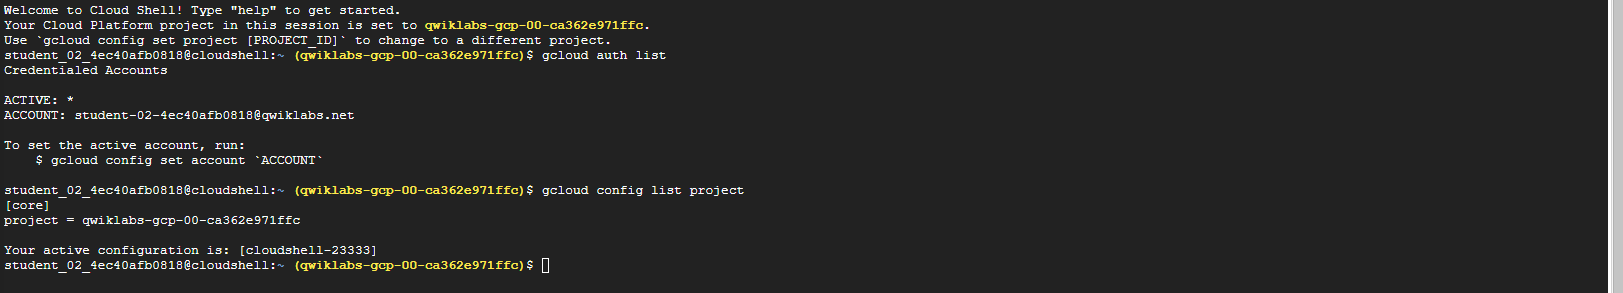 Welcome to Cloud Shell! Type "help" to get started.
Your Cloud Platform project in this session is set to qwiklabs-gcp-00-ca362e971ffc.
Use `gcloud config set project [PROJECT_ID]` to change to a different project.
student_02_4ec40afb0818@cloudshell:~ (qwiklabs-gcp-00-ca362e971ffc)$ gcloud auth list
Credentialed Accounts
ACTIVE: *
ACCOUNT: student-02-4ec40afb0818@qwiklabs.net
To set the active account, run:
    $ gcloud config set account `ACCOUNT`
student_02_4ec40afb0818@cloudshell:~ (qwiklabs-gcp-00-ca362e971ffc)$ gcloud config list project
[core]
project = qwiklabs-gcp-00-ca362e971ffc
Your active configuration is: [cloudshell-23333]
student_02_4ec40afb0818@cloudshell:~ (qwiklabs-gcp-00-ca362e971ffc)$